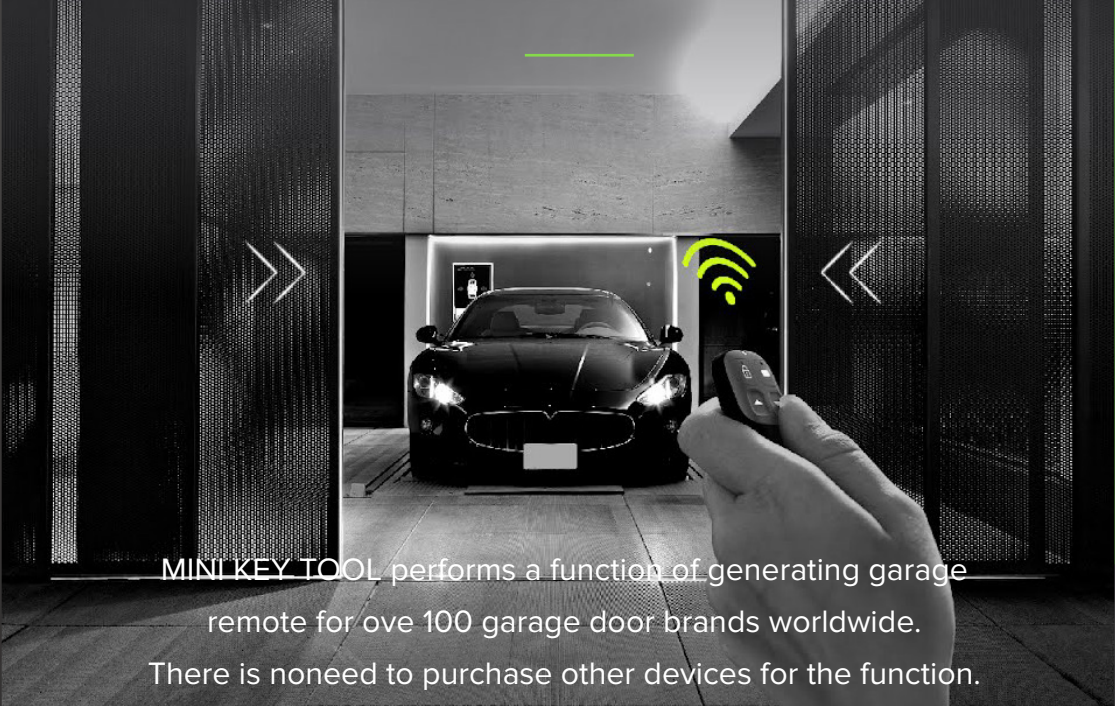 MINI KEY TOOL performs a function of generating garage
remote for ove 100 garage door brands worldwide.
There is noneed to purchase other devices for the function.